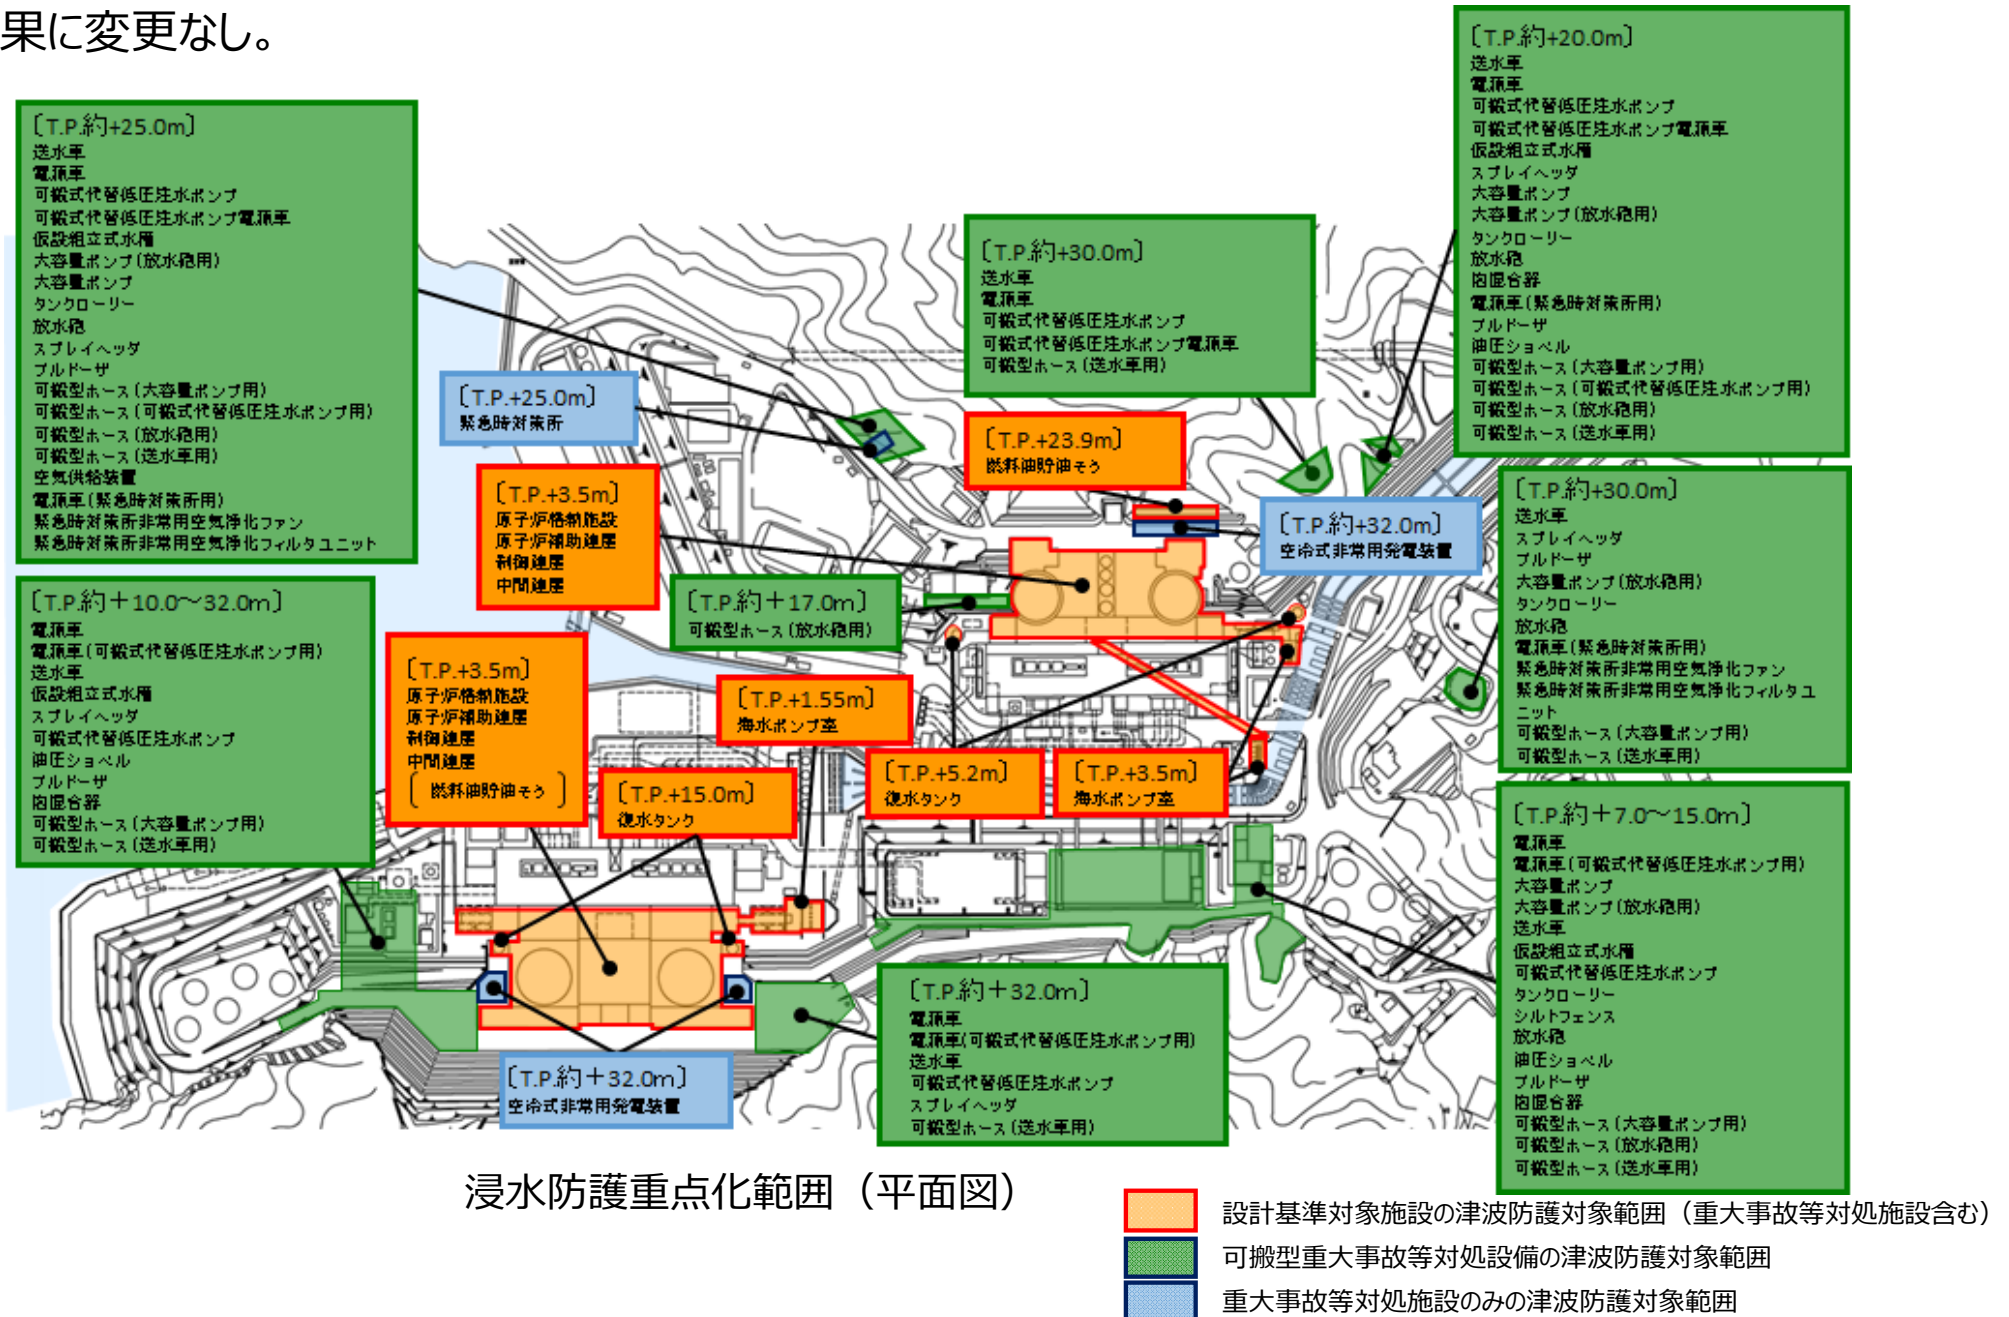 果に変更なし。
〔T.P.約+25.0m〕
送水車
電源車
可搬式代替低圧注水ポンプ
可搬式代替低圧注水ポンプ電源車
仮設組立式水槽
大容量ポンプ(放水砲用)
大容量ポンプ
タンクローリー
放水砲
スプレイヘッダ
ブルドーザ
可搬型ホース(大容量ポンプ用)
可搬型ホース(可搬式代替低圧注水ポンプ用)
可搬型ホース(放水砲用)
可搬型ホース(送水車用)
空気供給装置
電源車(緊急時対策所用)
緊急時対策所非常用空気浄化ファン
緊急時対策所非常用空気浄化フィルタユニット
〔T.P.約+20.0m〕
送水車
電源車
可搬式代替低圧注水ポンプ
可搬式代替低圧注水ポンプ電源車
仮設組立式水槽
スプレイヘッダ
大容量ポンプ
大容量ポンプ(放水砲用)
タンクローリー
放水砲
泡混合器
電源車(緊急時対策所用)
ブルドーザ
油圧ショベル
可搬型ホース(大容量ポンプ用)
可搬型ホース(可搬式代替低圧注水ポンプ用)
可搬型ホース(放水砲用)
可搬型ホース(送水車用)
〔T.P.約+30.0m〕
送水車
電源車
可搬式代替低圧注水ポンプ
可搬式代替低圧注水ポンプ電源車
可搬型ホース(送水車用)
〔T.P.+25.0m〕
緊急時対策所
〔T.P.+23.9m〕
燃料油貯油そう
〔T.P.+3.5m〕
原子炉格納施設
原子炉補助建屋
制御建屋
中間建屋
〔T.P.約+32.0m〕
空冷式非常用発電装置
〔T.P.約+30.0m〕
送水車
スプレイヘッダ
ブルドーザ
大容量ポンプ(放水砲用)
タンクローリー
放水砲
電源車(緊急時対策所用)
緊急時対策所非常用空気浄化ファン
緊急時対策所非常用空気浄化フィルタユ
ニット
可搬型ホース(大容量ポンプ用)
可搬型ホース(送水車用)
〔T.P.約+17.0m〕
可搬型ホース(放水砲用)
〔T.P.約+10.0~32.0m〕
電源車
電源車(可搬式代替低圧注水ポンプ用)
送水車
仮設組立式水槽
スプレイヘッダ
可搬式代替低圧注水ポンプ
油圧ショベル
ブルドーザ
泡混合器
可搬型ホース(大容量ポンプ用)
可搬型ホース(送水車用)
〔T.P.+3.5m〕
原子炉格納施設
原子炉補助建屋
制御建屋
中間建屋
〔燃料油貯油そう〕
〔T.P.+1.55m〕
海水ポンプ室
〔T.P.+15.0m〕
復水タンク
〔T.P.+5.2m〕
復水タンク
〔T.P.+3.5m〕
海水ポンプ室
〔T.P.約+7.0~15.0m〕
電源車
電源車(可搬式代替低圧注水ポンプ用)
大容量ポンプ
大容量ポンプ(放水砲用)
送水車
仮設組立式水槽
可搬式代替低圧注水ポンプ
タンクローリー
シルトフェンス
放水砲
油圧ショベル
ブルドーザ
泡混合器
可搬型ホース(大容量ポンプ用)
可搬型ホース(放水砲用)
可搬型ホース(送水車用)
〔T.P.約+32.0m〕
電源車
電源車(可搬式代替低圧注水ポンプ用)
送水車
可搬式代替低圧注水ポンプ
スプレイヘッダ
可搬型ホース(送水車用)
〔T.P.約+32.0m〕
空冷式非常用発電装置
浸水防護重点化範囲（平面図）
設計基準対象施設の津波防護対象範囲（重大事故等対処施設含む）
可搬型重大事故等対処設備の津波防護対象範囲
重大事故等対処施設のみの津波防護対象範囲